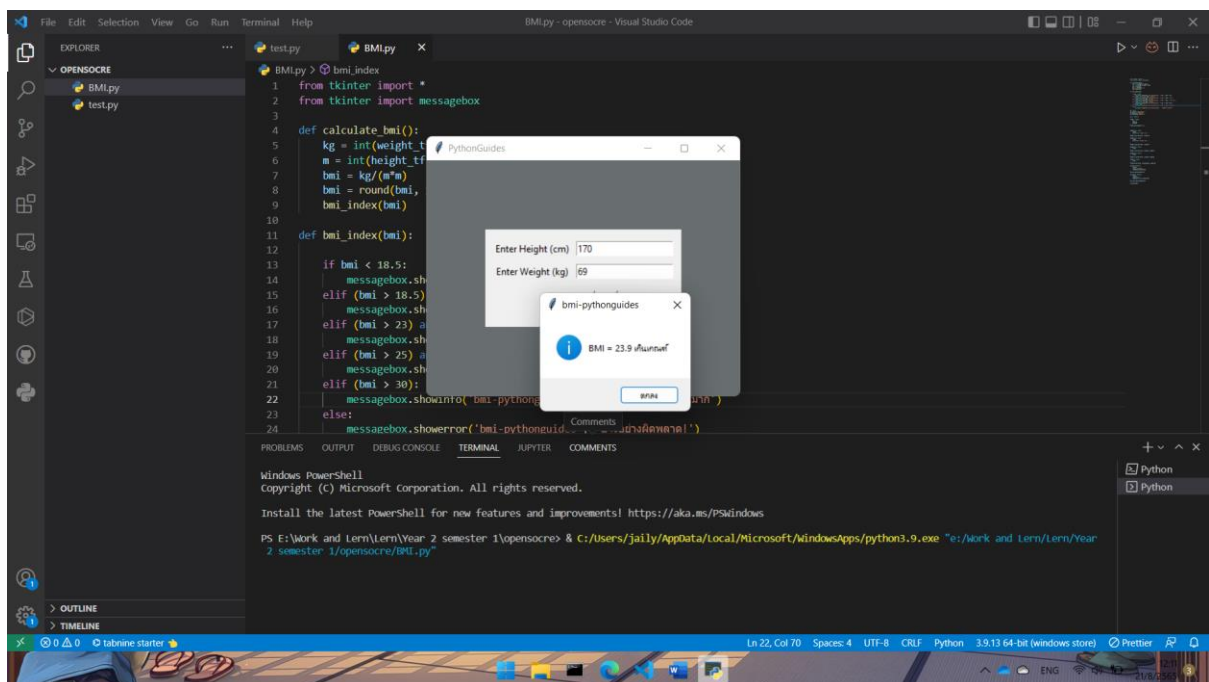 File Edit Selection View Go Run Terminal Help
BMI.py - opensocre - Visual Studio Code
EXPLORER
OPENSOCRE
BMI.py
test.py
test.py
BMI.py
BMI.py > bmi_index
1 from tkinter import *
2 from tkinter import messagebox
3
4 def calculate_bmi():
5 kg = int(weight_t
6 m = int(height_tf
7 bmi = kg/(m*m)
8 bmi = round(bmi,
9 bmi_index(bmi)
10
11 def bmi_index(bmi):
12
13 if bmi < 18.5:
14 messagebox.sh
15 elif (bmi > 18.5)
16 messagebox.sh
17 elif (bmi > 23) a
18 messagebox.sh
19 elif (bmi > 25) a
20 messagebox.sh
21 elif (bmi > 30):
22 messagebox.showinfo('bmi-pythong
23 else:
24 messagebox.showerror('bmi-pythonguid
PythonGuides
Enter Height (cm) 170
Enter Weight (kg) 69
bmi-pythonguides
BMI = 23.9 เกินเกณฑ์
ตกลง
Comments
PROBLEMS OUTPUT DEBUG CONSOLE TERMINAL JUPYTER COMMENTS
Python
Python
Windows PowerShell
Copyright (C) Microsoft Corporation. All rights reserved.
Install the latest PowerShell for new features and improvements! https://aka.ms/PSWindows
PS E:\Work and Lern\Lern\Year 2 semester 1\opensocre> & C:/Users/jaily/AppData/Local/Microsoft/WindowsApps/python3.9.exe "e:/Work and Lern/Lern/Year
2 semester 1/opensocre/BMI.py"
OUTLINE
TIMELINE
0 0 tabnine starter
Ln 22, Col 70 Spaces: 4 UTF-8 CRLF Python 3.9.13 64-bit (windows store) Prettier
ENG
12:11
21/8/2565
3